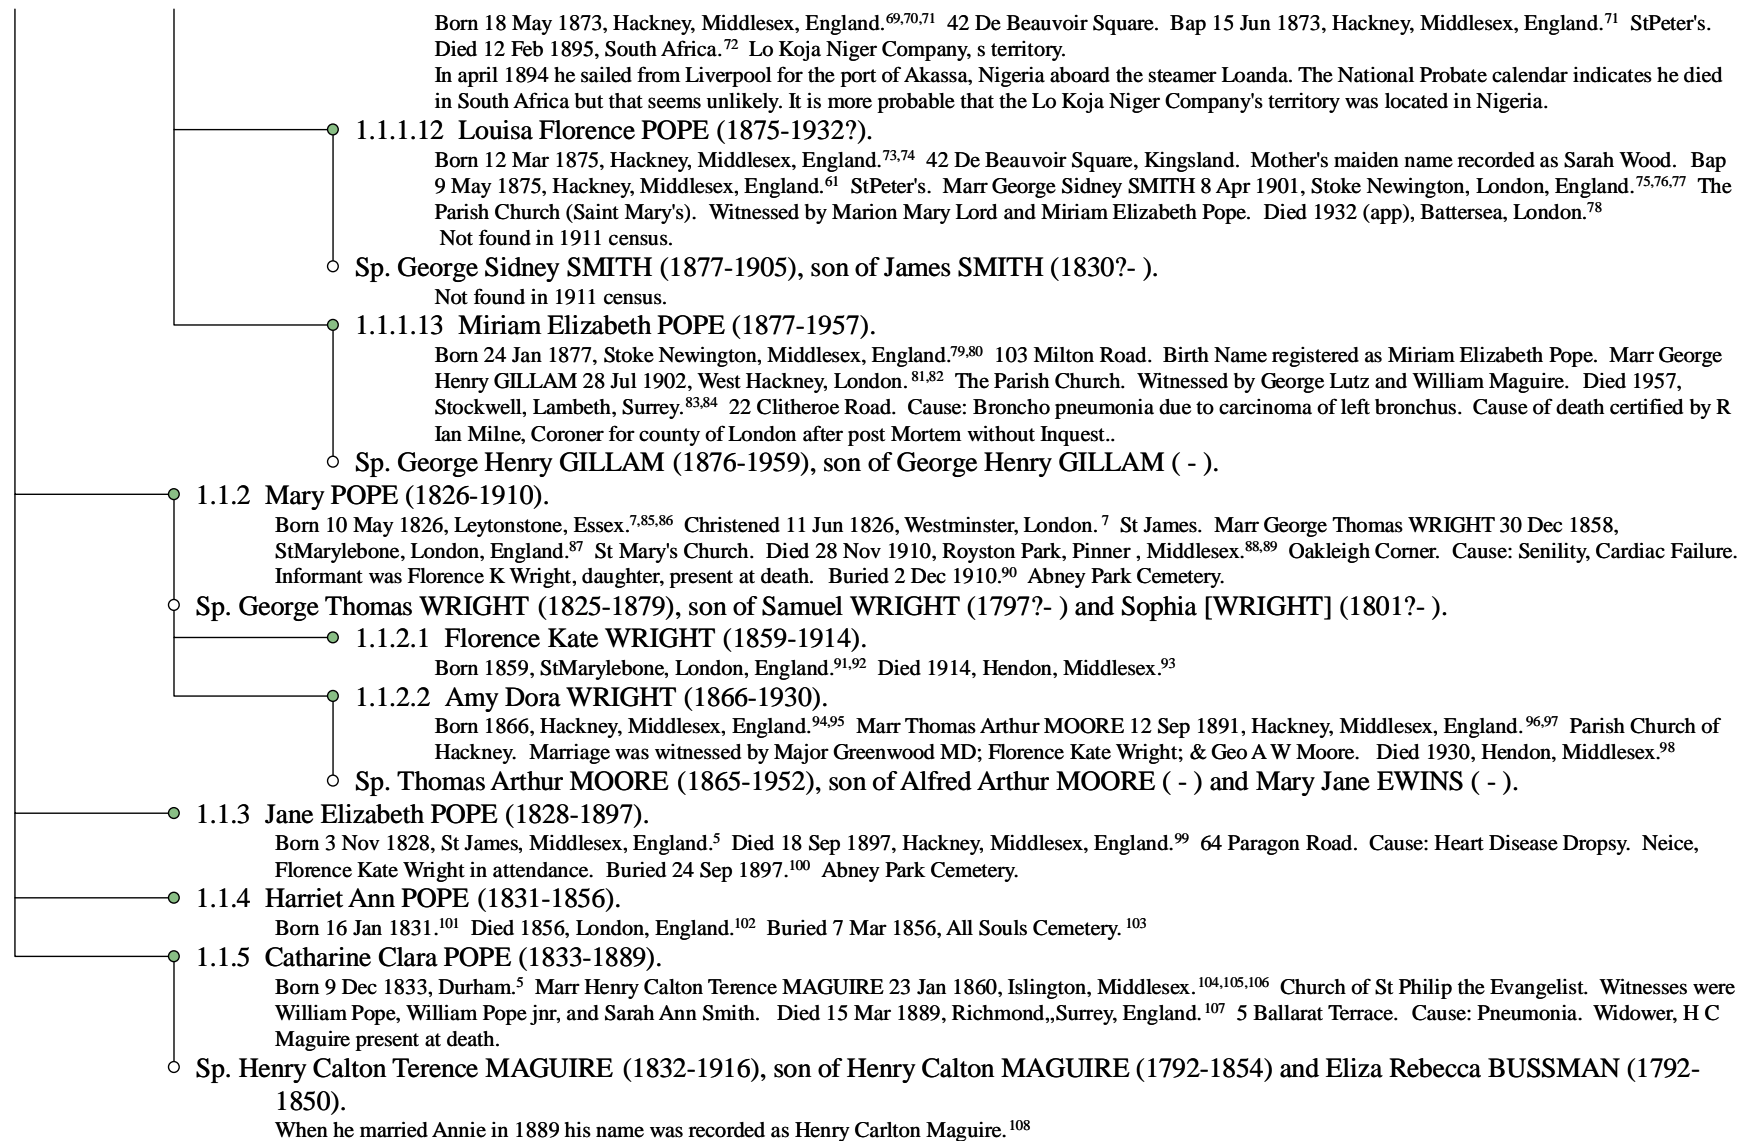 Born 18 May 1873, Hackney, Middlesex, England.69,70,71 42 De Beauvoir Square. Bap 15 Jun 1873, Hackney, Middlesex, England.71 StPeter's.
Died 12 Feb 1895, South Africa.72 Lo Koja Niger Company, s territory.
In april 1894 he sailed from Liverpool for the port of Akassa, Nigeria aboard the steamer Loanda. The National Probate calendar indicates he died
in South Africa but that seems unlikely. It is more probable that the Lo Koja Niger Company's territory was located in Nigeria.
1.1.1.12 Louisa Florence POPE (1875-1932?).
Born 12 Mar 1875, Hackney, Middlesex, England.73,74 42 De Beauvoir Square, Kingsland. Mother's maiden name recorded as Sarah Wood. Bap
9 May 1875, Hackney, Middlesex, England.61 StPeter's. Marr George Sidney SMITH 8 Apr 1901, Stoke Newington, London, England.75,76,77 The
Parish Church (Saint Mary's). Witnessed by Marion Mary Lord and Miriam Elizabeth Pope. Died 1932 (app), Battersea, London.78
Not found in 1911 census.
Sp. George Sidney SMITH (1877-1905), son of James SMITH (1830?- ).
Not found in 1911 census.
1.1.1.13 Miriam Elizabeth POPE (1877-1957).
Born 24 Jan 1877, Stoke Newington, Middlesex, England.79,80 103 Milton Road. Birth Name registered as Miriam Elizabeth Pope. Marr George
Henry GILLAM 28 Jul 1902, West Hackney, London.81,82 The Parish Church. Witnessed by George Lutz and William Maguire. Died 1957,
Stockwell, Lambeth, Surrey.83,84 22 Clitheroe Road. Cause: Broncho pneumonia due to carcinoma of left bronchus. Cause of death certified by R
Ian Milne, Coroner for county of London after post Mortem without Inquest..
Sp. George Henry GILLAM (1876-1959), son of George Henry GILLAM ( - ).
1.1.2 Mary POPE (1826-1910).
Born 10 May 1826, Leytonstone, Essex.7,85,86 Christened 11 Jun 1826, Westminster, London.7 St James. Marr George Thomas WRIGHT 30 Dec 1858,
StMarylebone, London, England.87 St Mary's Church. Died 28 Nov 1910, Royston Park, Pinner , Middlesex.88,89 Oakleigh Corner. Cause: Senility, Cardiac Failure.
Informant was Florence K Wright, daughter, present at death. Buried 2 Dec 1910.90 Abney Park Cemetery.
Sp. George Thomas WRIGHT (1825-1879), son of Samuel WRIGHT (1797?- ) and Sophia [WRIGHT] (1801?- ).
1.1.2.1 Florence Kate WRIGHT (1859-1914).
Born 1859, StMarylebone, London, England.91,92 Died 1914, Hendon, Middlesex.93
1.1.2.2 Amy Dora WRIGHT (1866-1930).
Born 1866, Hackney, Middlesex, England.94,95 Marr Thomas Arthur MOORE 12 Sep 1891, Hackney, Middlesex, England.96,97 Parish Church of
Hackney. Marriage was witnessed by Major Greenwood MD; Florence Kate Wright; & Geo A W Moore. Died 1930, Hendon, Middlesex.98
Sp. Thomas Arthur MOORE (1865-1952), son of Alfred Arthur MOORE ( - ) and Mary Jane EWINS ( - ).
1.1.3 Jane Elizabeth POPE (1828-1897).
Born 3 Nov 1828, St James, Middlesex, England.5 Died 18 Sep 1897, Hackney, Middlesex, England.99 64 Paragon Road. Cause: Heart Disease Dropsy. Neice,
Florence Kate Wright in attendance. Buried 24 Sep 1897.100 Abney Park Cemetery.
1.1.4 Harriet Ann POPE (1831-1856).
Born 16 Jan 1831.101 Died 1856, London, England.102 Buried 7 Mar 1856, All Souls Cemetery.103
1.1.5 Catharine Clara POPE (1833-1889).
Born 9 Dec 1833, Durham.5 Marr Henry Calton Terence MAGUIRE 23 Jan 1860, Islington, Middlesex.104,105,106 Church of St Philip the Evangelist. Witnesses were
William Pope, William Pope jnr, and Sarah Ann Smith. Died 15 Mar 1889, Richmond,,Surrey, England.107 5 Ballarat Terrace. Cause: Pneumonia. Widower, H C
Maguire present at death.
Sp. Henry Calton Terence MAGUIRE (1832-1916), son of Henry Calton MAGUIRE (1792-1854) and Eliza Rebecca BUSSMAN (1792-
1850).
When he married Annie in 1889 his name was recorded as Henry Carlton Maguire.108